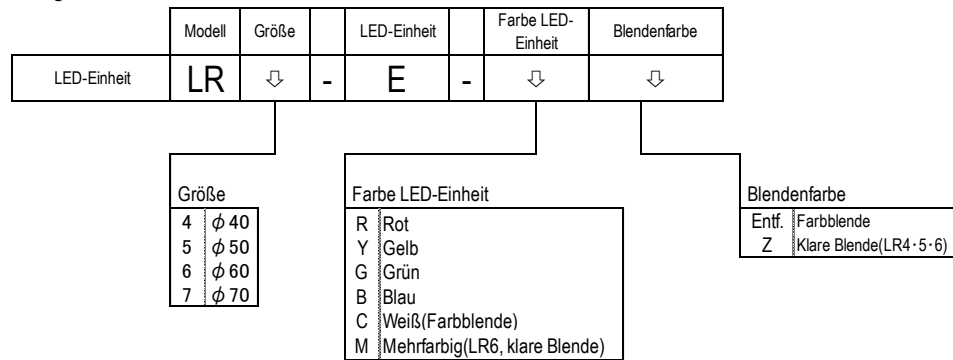 Modell Größe LED-Einheit Farbe LED-Einheit Blendenfarbe
LED-Einheit LR ⇩ - E - ⇩ ⇩
Größe
4 φ40
5 φ50
6 φ60
7 φ70
Farbe LED-Einheit
R Rot
Y Gelb
G Grün
B Blau
C Weiß(Farbblende)
M Mehrfarbig(LR6, klare Blende)
Blendenfarbe
Entf. Farbblende
Z Klare Blende(LR4・5・6)